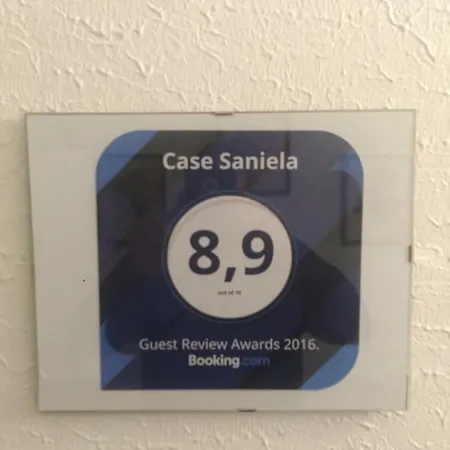 Case Saniela
8,9
out of 10
Guest Review Awards 2016.
Booking.com